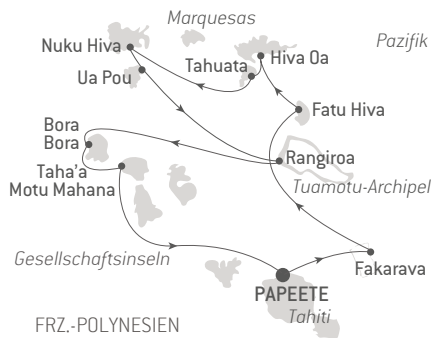 Marquesas
Nuku Hiva
Hiva Oa
Pazifik
Tahuata
Ua Pou
Fatu Hiva
Bora
Bora
Rangiroa
Taha'a
Motu Mahana
Tuamotu-Archipel
Gesellschaftsinseln
Fakarava
PAPEETE
Tahiti
FRZ.-POLYNESIEN